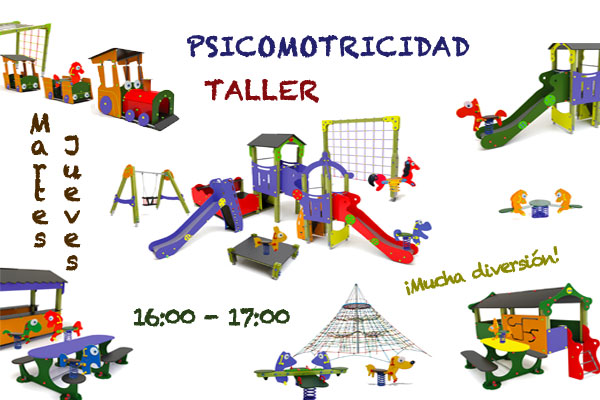 PSICOMOTRICIDAD
TALLER
Martes
Jueves
¡Mucha diversión!
16:00 - 17:00